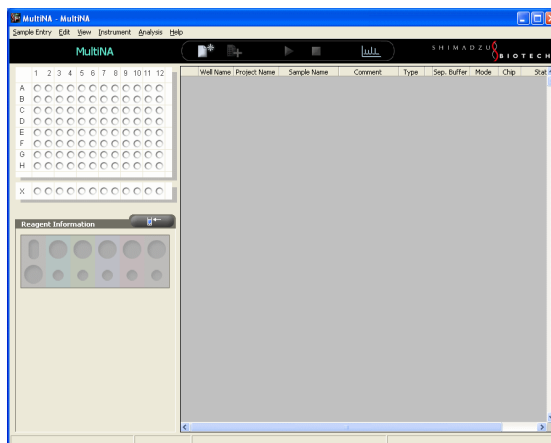 MultiNA - MultiNA
Sample Entry Edit View Instrument Analysis Help
MultiNA
SHIMADZU
BIOTECH
1 2 3 4 5 6 7 8 9 10 11 12
Well Name Project Name Sample Name Comment Type Sep. Buffer Mode Chip Stat
A
B
C
D
E
F
G
H
X
Reagent Information